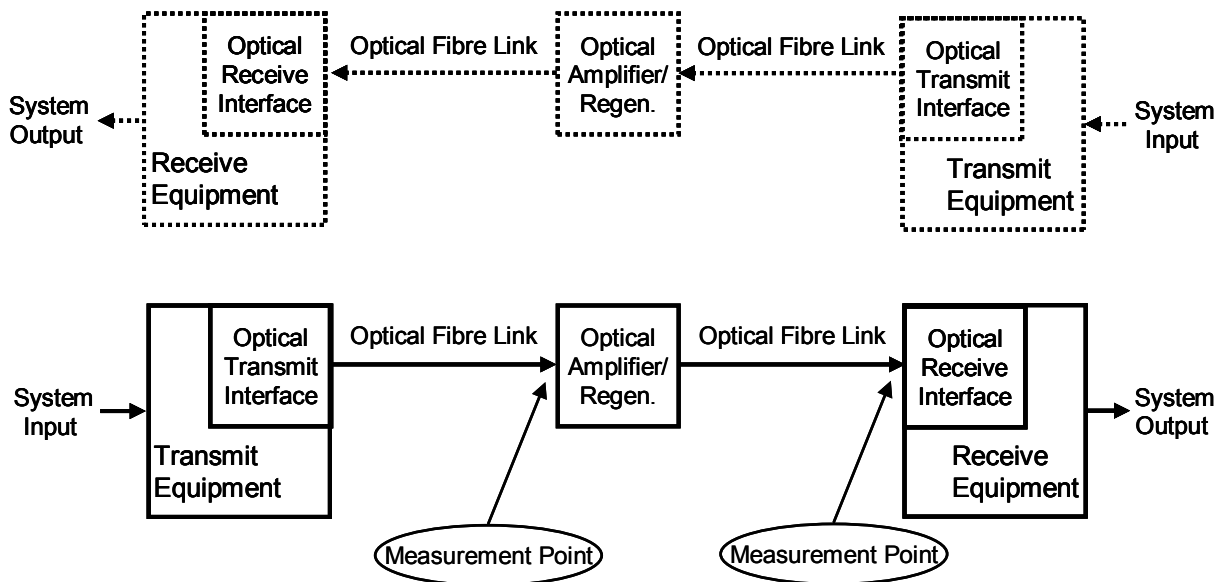 Optical
Receive
Interface
Optical Fibre Link
Optical
Amplifier/
Regen.
Optical Fibre Link
Optical
Transmit
Interface
System
Output
Receive
Equipment
System
Input
Transmit
Equipment
Optical
Transmit
Interface
Optical Fibre Link
Optical
Amplifier/
Regen.
Optical Fibre Link
Optical
Receive
Interface
System
Input
Transmit
Equipment
System
Output
Receive
Equipment
Measurement Point
Measurement Point